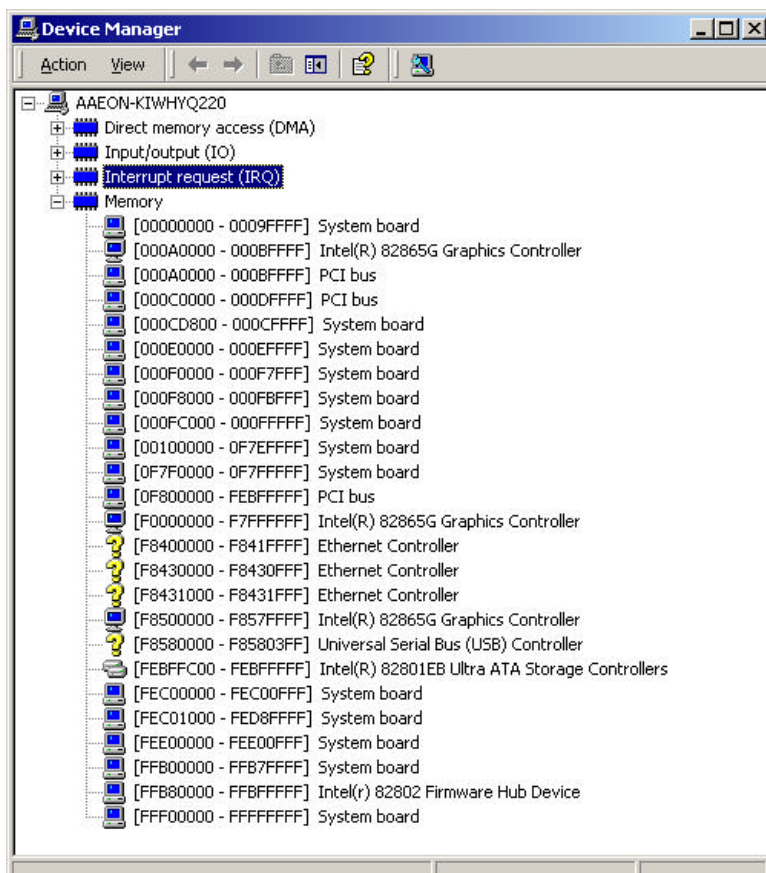 Device Manager
Action View
AAEON-KIWHYQ220
Direct memory access (DMA)
Input/output (IO)
Interrupt request (IRQ)
Memory
[00000000 - 0009FFFF] System board
[000A0000 - 000BFFFF] Intel(R) 82865G Graphics Controller
[000A0000 - 000BFFFF] PCI bus
[000C0000 - 000DFFFF] PCI bus
[000CD800 - 000CFFFF] System board
[000E0000 - 000EFFFF] System board
[000F0000 - 000F7FFF] System board
[000F8000 - 000FBFFF] System board
[000FC000 - 000FFFFF] System board
[00100000 - 0F7EFFFF] System board
[0F7F0000 - 0F7FFFFF] System board
[0F800000 - FEBFFFFF] PCI bus
[F0000000 - F7FFFFFF] Intel(R) 82865G Graphics Controller
[F8400000 - F841FFFF] Ethernet Controller
[F8430000 - F8430FFF] Ethernet Controller
[F8431000 - F8431FFF] Ethernet Controller
[F8500000 - F857FFFF] Intel(R) 82865G Graphics Controller
[F8580000 - F85803FF] Universal Serial Bus (USB) Controller
[FEBFFC00 - FEBFFFFF] Intel(R) 82801EB Ultra ATA Storage Controllers
[FEC00000 - FEC00FFF] System board
[FEC01000 - FED8FFFF] System board
[FEE00000 - FEE00FFF] System board
[FFB00000 - FFB7FFFF] System board
[FFB80000 - FFBFFFFF] Intel(r) 82802 Firmware Hub Device
[FFF00000 - FFFFFFFF] System board